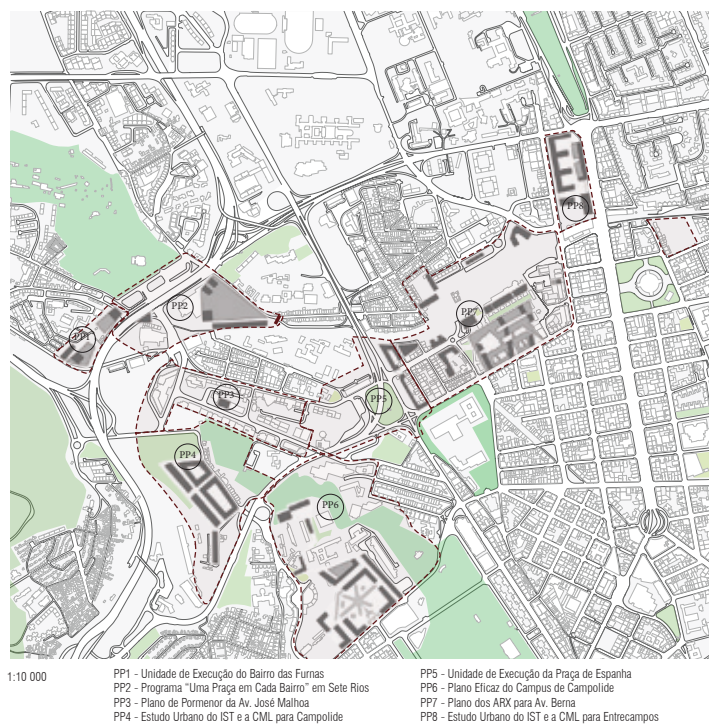 PP8
PP2
PP7
PP1
PP3
PP5
PP4
PP6
1:10 000
PP1 - Unidade de Execução do Bairro das Furnas
PP2 - Programa "Uma Praça em Cada Bairro" em Sete Rios
PP3 - Plano de Pormenor da Av. José Malhoa
PP4 - Estudo Urbano do IST e a CML para Campolide
PP5 - Unidade de Execução da Praça de Espanha
PP6 - Plano Eficaz do Campus de Campolide
PP7 - Plano dos ARX para Av. Berna
PP8 - Estudo Urbano do IST e a CML para Entrecampos